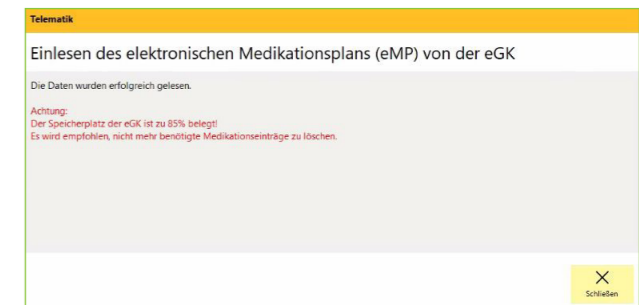 Telematik
Einlesen des elektronischen Medikationsplans (eMP) von der eGK
Die Daten wurden erfolgreich gelesen.
Achtung:
Der Speicherplatz der eGK ist zu 85% belegt!
Es wird empfohlen, nicht mehr benötigte Medikationseinträge zu löschen.
Schließen